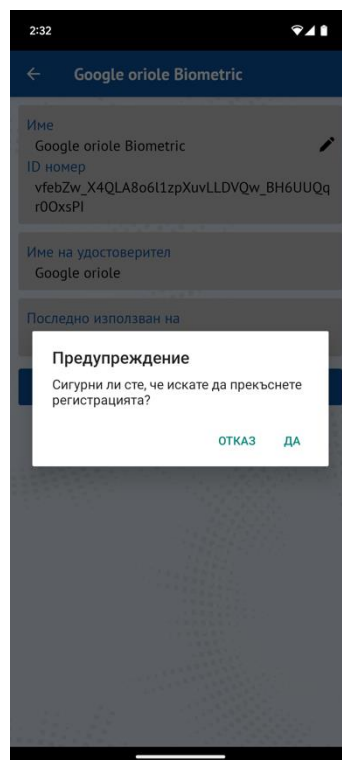 2:32
Google oriole Biometric
Име
Google oriole Biometric
ID номер
vfebZw_X4QLA8o6l1zpXuvLLDVQw_BH6UUQq
r0OxsPI
Име на удостоверител
Google oriole
Последно използван на
Предупреждение
Сигурни ли сте, че искате да прекъснете
регистрацията?
ОТКАЗ ДА